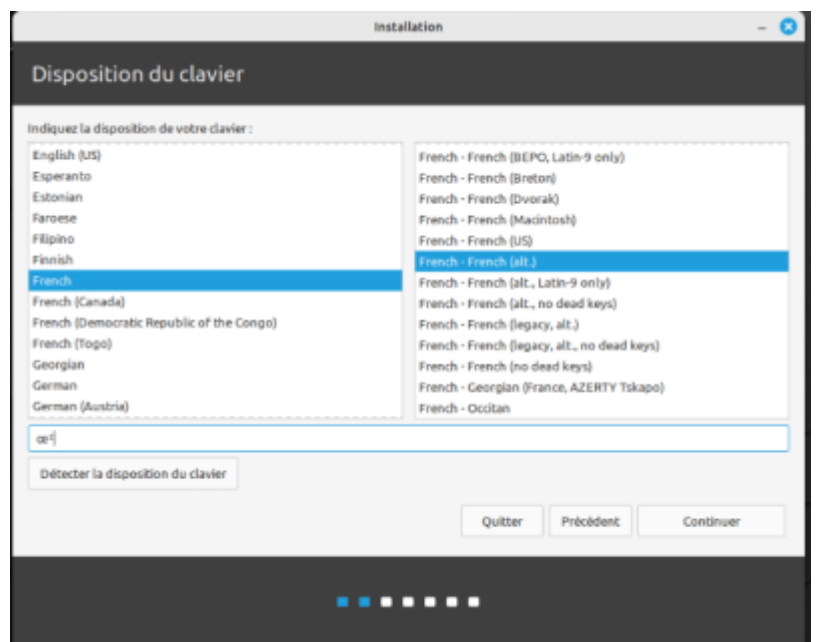 Installation
Disposition du clavier
Indiquez la disposition de votre clavier :
English (US)
Esperanto
Estonian
Faroese
Filipino
Finnish
French
French (Canada)
French (Democratic Republic of the Congo)
French (Togo)
Georgian
German
German (Austria)
French - French (BEPO, Latin-9 only)
French - French (Breton)
French - French (Dvorak)
French - French (Macintosh)
French - French (US)
French - French (alt.)
French - French (alt., Latin-9 only)
French - French (alt., no dead keys)
French - French (legacy, alt.)
French - French (legacy, alt., no dead keys)
French - French (no dead keys)
French - Georgian (France, AZERTY Tskapo)
French - Occitan
Détecter la disposition du clavier
Quitter
Précédent
Continuer